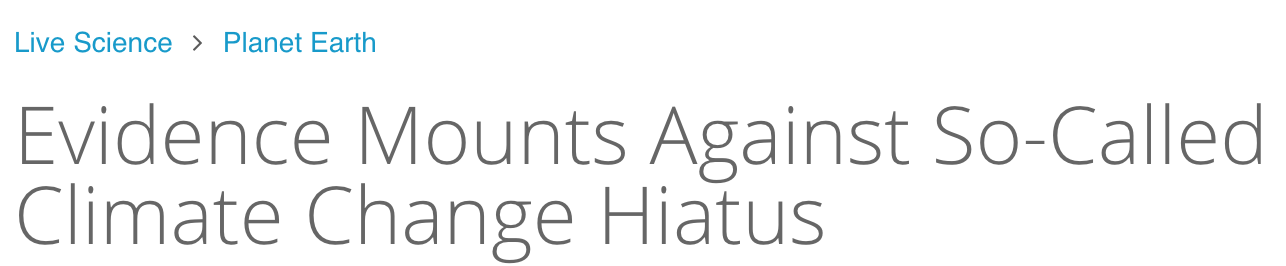 Live Science > Planet Earth
Evidence Mounts Against So-Called
Climate Change Hiatus